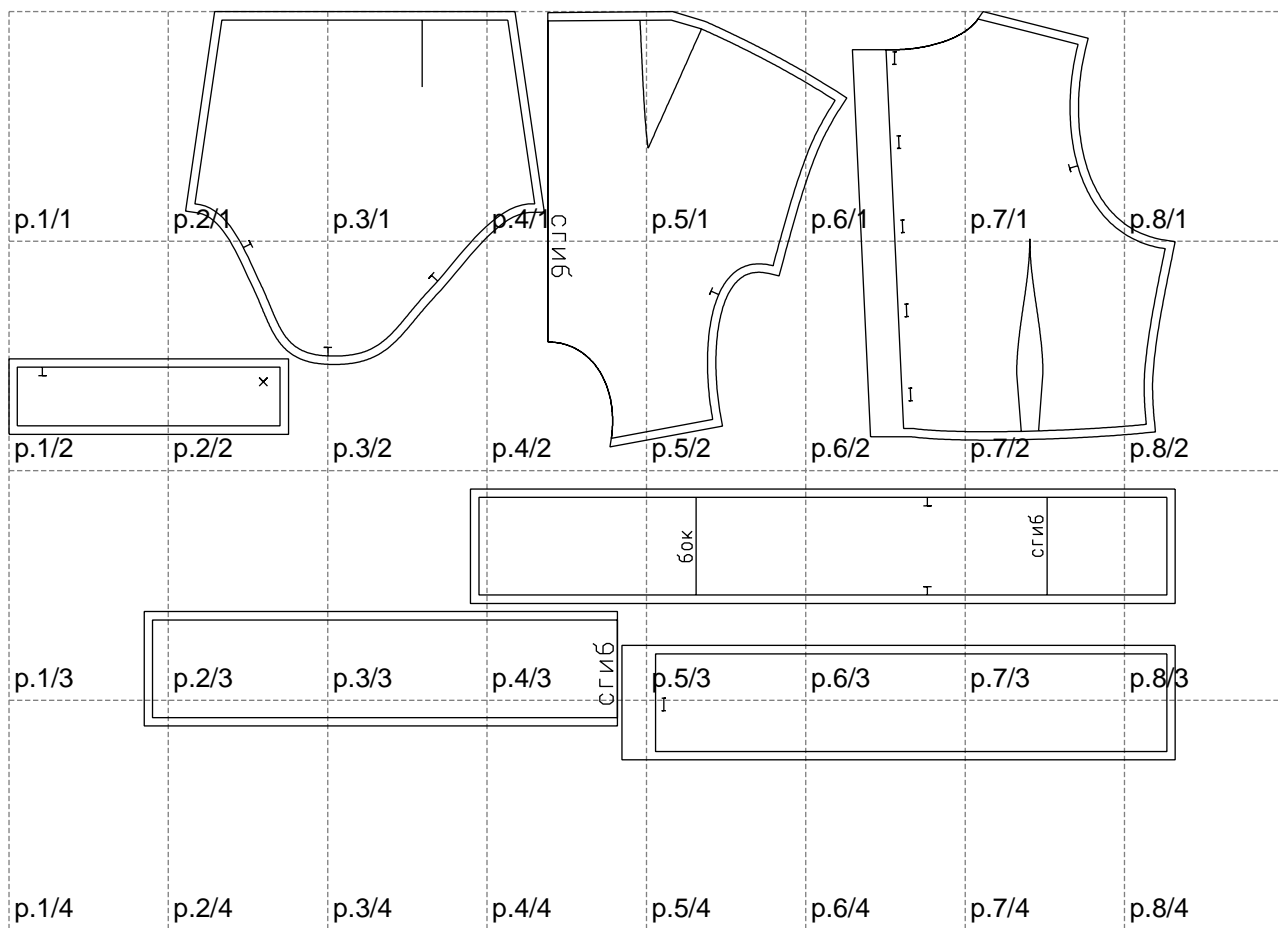 p.1/1 p.2/1 p.3/1 p.4/1 p.5/1 p.6/1 p.7/1 p.8/1
сгиб
p.1/2 p.2/2 p.3/2 p.4/2 p.5/2 p.6/2 p.7/2 p.8/2
бок
сгиб
сгиб
p.1/3 p.2/3 p.3/3 p.4/3 p.5/3 p.6/3 p.7/3 p.8/3
p.1/4 p.2/4 p.3/4 p.4/4 p.5/4 p.6/4 p.7/4 p.8/4